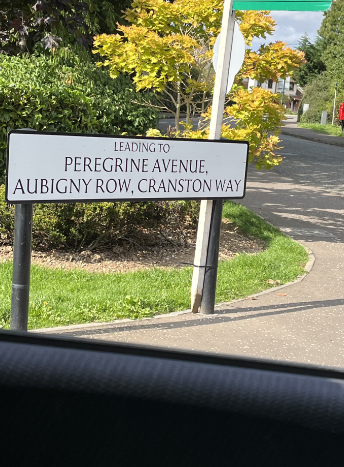 LEADING TO
PEREGRINE AVENUE,
AUBIGNY ROW, CRANSTON WAY